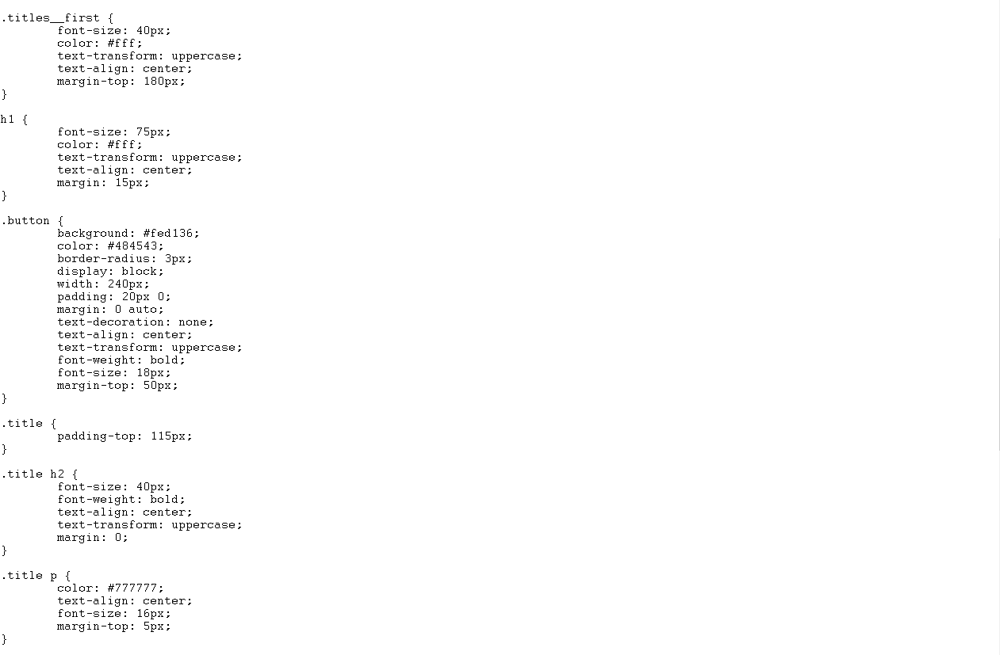 .titles__first {
	font-size: 40px;
	color: #fff;
	text-transform: uppercase;
	text-align: center;
	margin-top: 180px;
}

h1 {
	font-size: 75px;
	color: #fff;
	text-transform: uppercase;
	text-align: center;
	margin: 15px;
}

.button {
	background: #fed136;
	color: #484543;
	border-radius: 3px;
	display: block;
	width: 240px;
	padding: 20px 0;
	margin: 0 auto;
	text-decoration: none;
	text-align: center;
	text-transform: uppercase;
	font-weight: bold;
	font-size: 18px;
	margin-top: 50px;
}

.title {
	padding-top: 115px;
}

.title h2 {
	font-size: 40px;
	font-weight: bold;
	text-align: center;
	text-transform: uppercase;
	margin: 0;
}

.title p {
	color: #777777;
	text-align: center;
	font-size: 16px;
	margin-top: 5px;
}